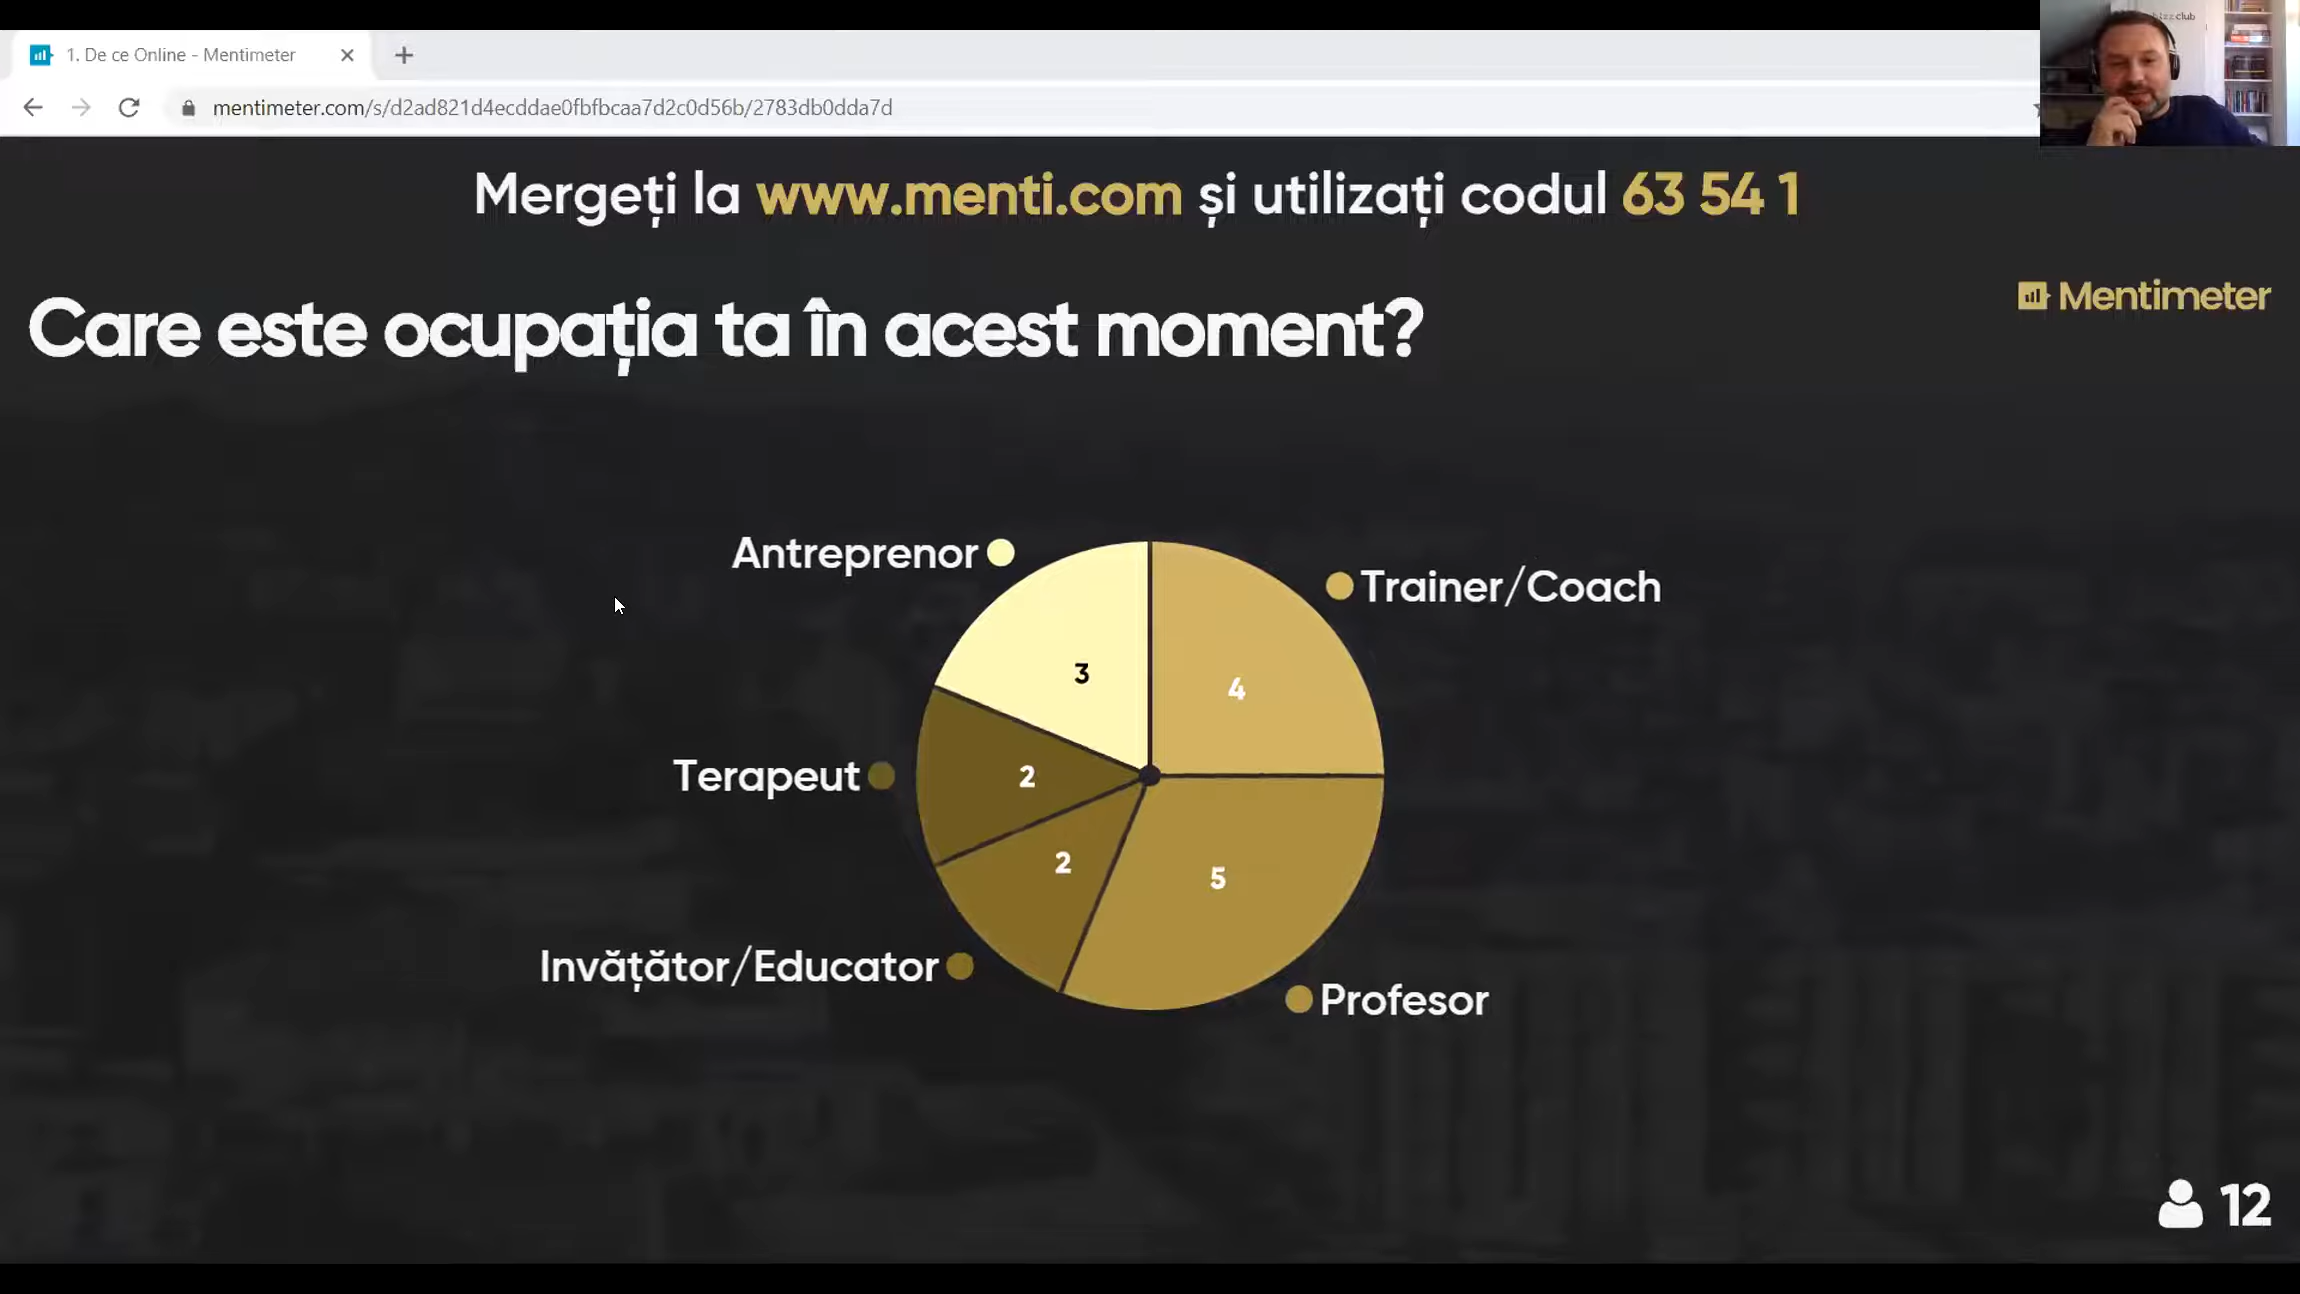 1. De ce Online - Mentimeter
mentimeter.com/s/d2ad821d4ecddae0fbfbcaa7d2c0d56b/2783db0dda7d
Mergeți la www.menti.com și utilizați codul 63 54 1
Mentimeter
Care este ocupația ta în acest moment?
Antreprenor
Trainer/Coach
3
4
Terapeut
2
2
5
Invățător/Educator
Profesor
12